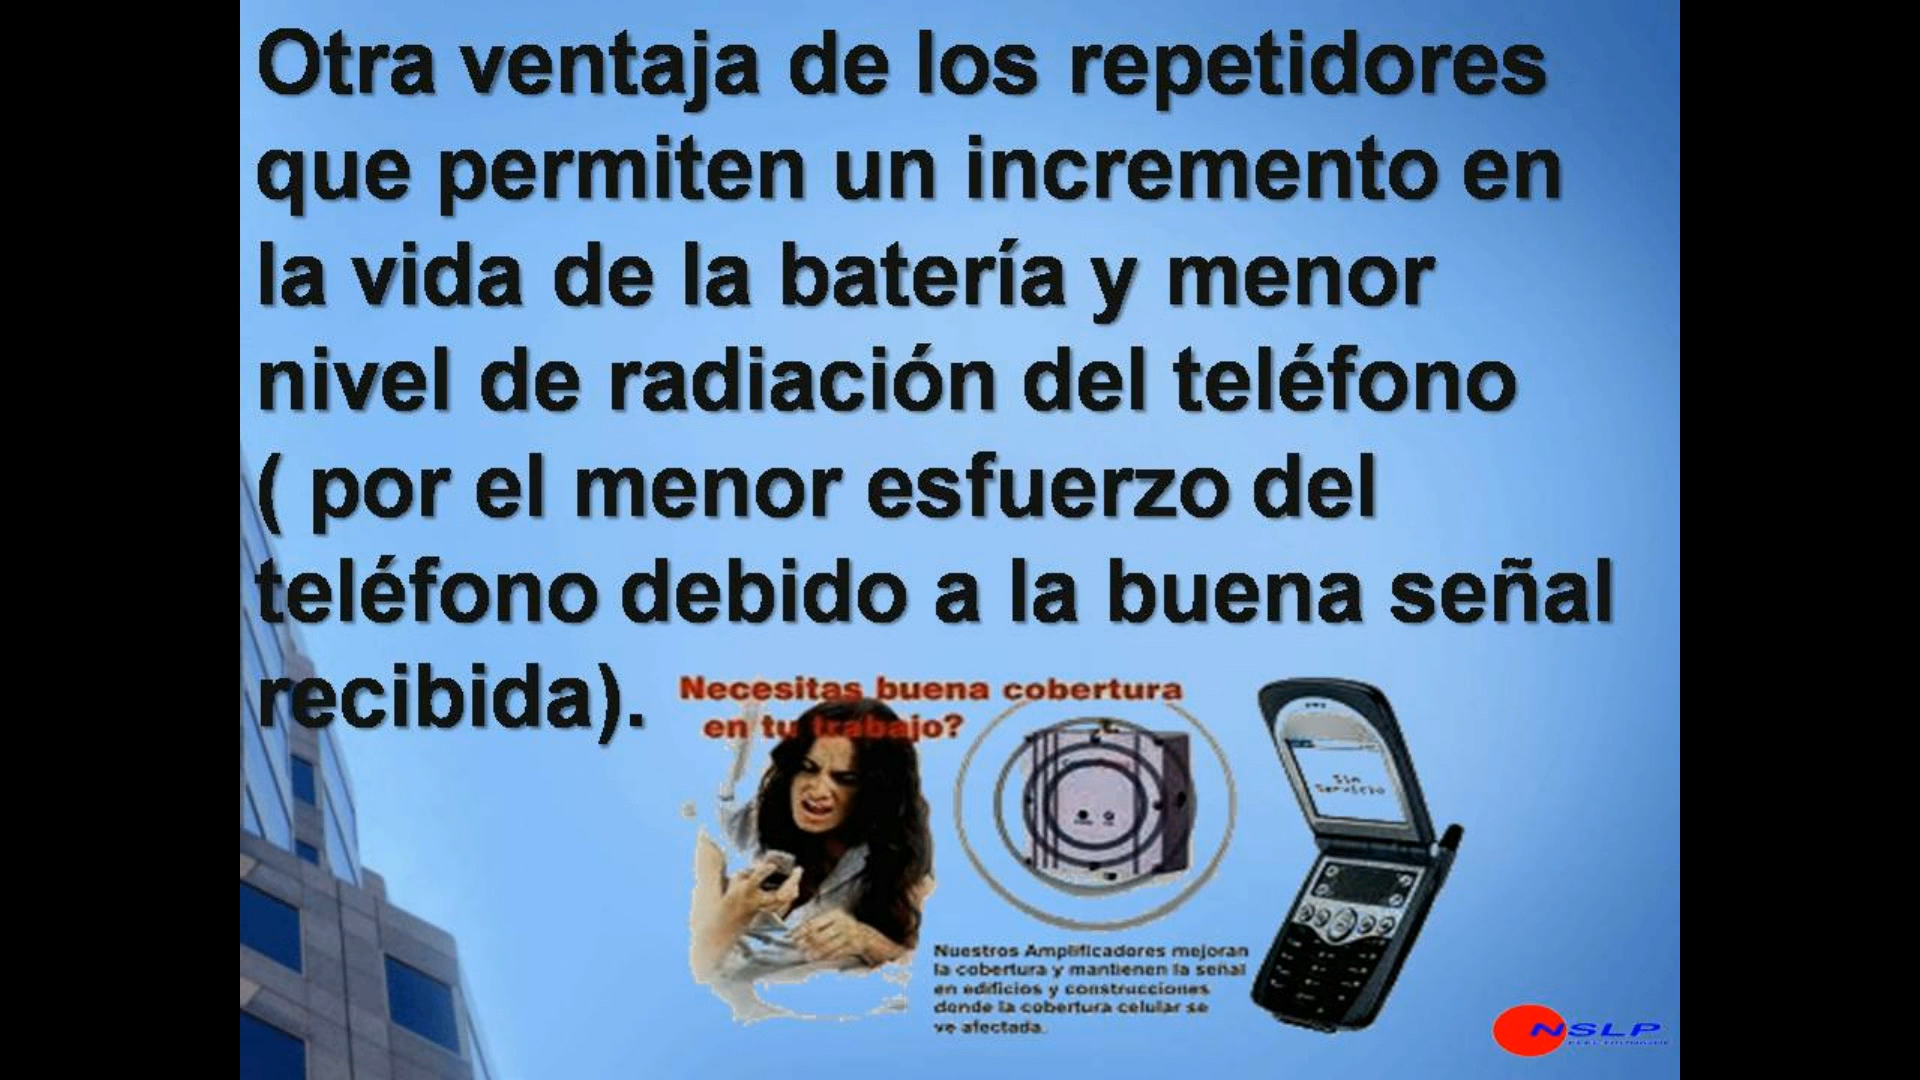 Otra ventaja de los repetidores
que permiten un incremento en
la vida de la batería y menor
nivel de radiación del teléfono
( por el menor esfuerzo del
teléfono debido a la buena señal
recibida).
Necesitas buena cobertura
en tu trabajo?
Sin
Servicio
Nuestros Amplificadores mejoran
la cobertura y mantienen la señal
en edificios y construcciones
donde la cobertura celular se
ve afectada.
NSLP